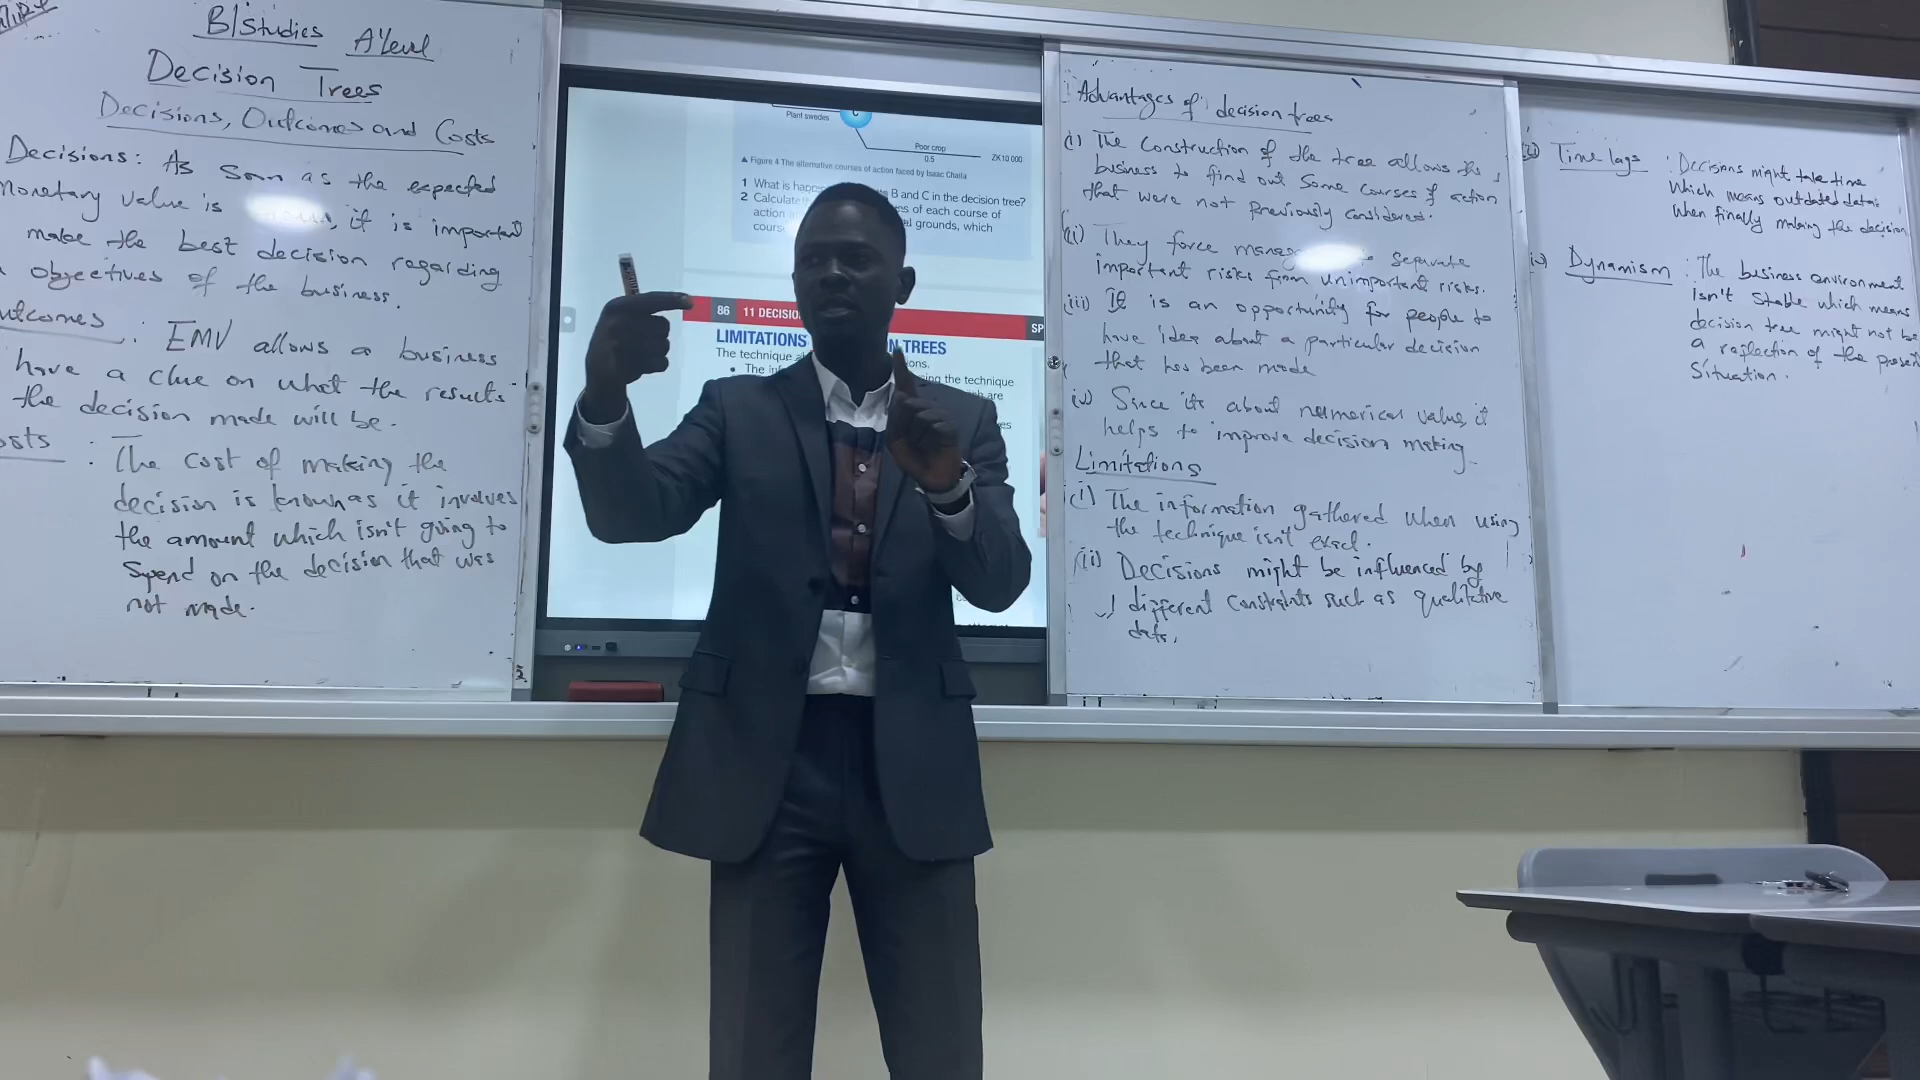 B/Studies A'Level
Decision Trees
Decisions, Outcomes and Costs
Decisions: As soon as the expected
Monetary value is it is important
make the best decision regarding
objectives of the business.
: EMV allows a business
have a clue on what the results
the decision made will be.
: The cost of making the
decision is known as it involves
the amount which isn't going to
spend on the decision that was
not made.
Plant swedes
C
Poor crop
0.5
ZK10 000
▲ Figure 4 The alternative courses of action faced by Isaac Chaila
1 What is B and C in the decision tree?
2 Calculate of each course of
action grounds, which
86 11
LIMITATIONS TREES
The technique
• The using the technique
are
SP
Advantages of decision trees
(i) The construction of the tree allows the
business to find out some courses of action
that were not previously considered.
(ii) They force separate
important risks from unimportant risks.
(iii) It is an opportunity for people to
have idea about a particular decision
that has been made
(iv) Since its about numerical value, it
helps to improve decision making
Limitations
(i) The information gathered when using
the technique isn't exact.
(ii) Decisions might be influenced by
different constraints such as qualitative
data.
Time lags : Decisions might take time
which means outdated data
when finally making the decision
Dynamism : The business environment
isn't stable which means
decision tree might not be
a reflection of the present
situation.